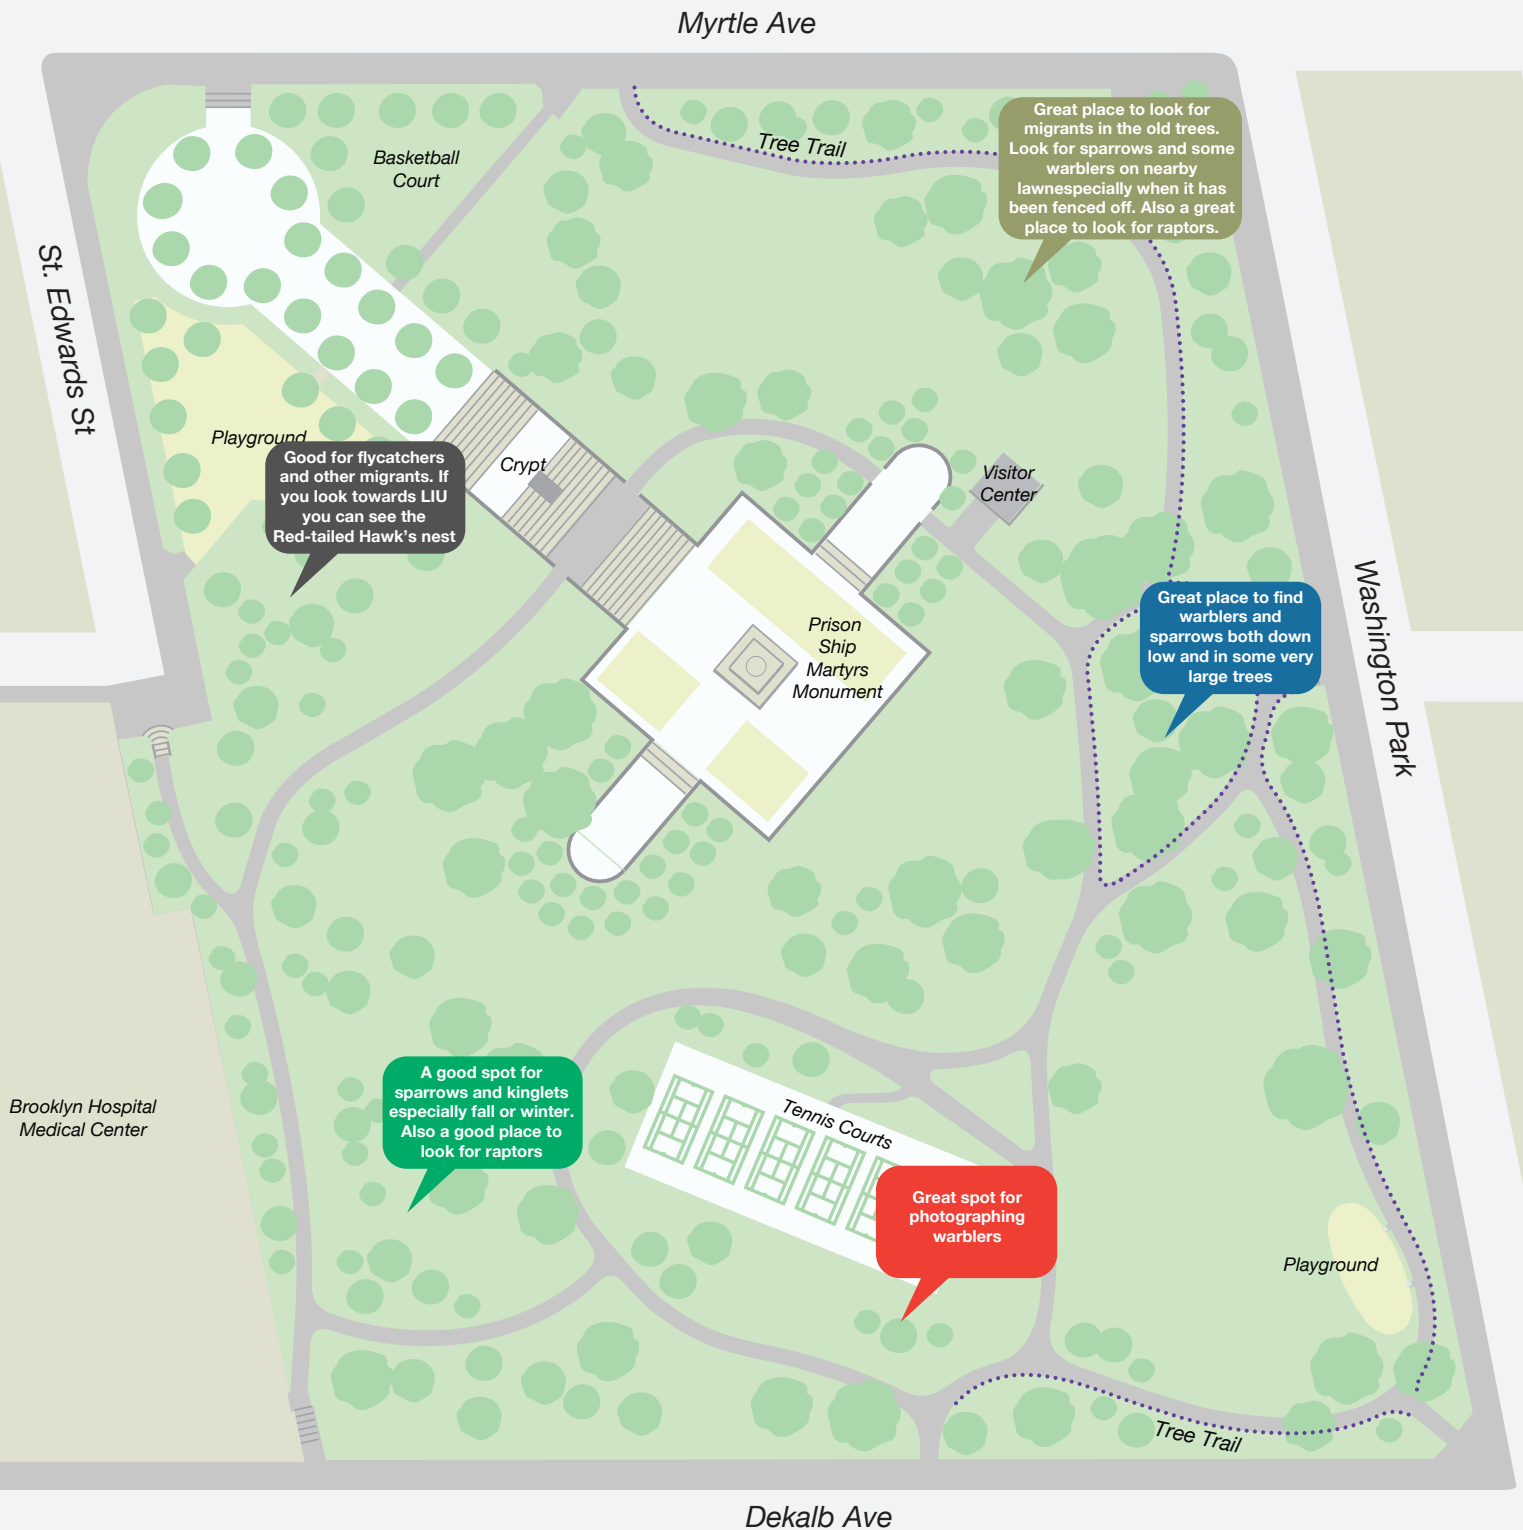 Myrtle Ave
Great place to look for
migrants in the old trees.
Look for sparrows and some
warblers on nearby
lawnespecially when it has
been fenced off. Also a great
place to look for raptors.
Tree Trail
Basketball
Court
St. Edwards St
Playground
Good for flycatchers
and other migrants. If
you look towards LIU
you can see the
Red-tailed Hawk's nest
Crypt
Visitor
Center
Washington Park
Great place to find
warblers and
sparrows both down
low and in some very
large trees
Prison
Ship
Martyrs
Monument
Brooklyn Hospital
Medical Center
A good spot for
sparrows and kinglets
especially fall or winter.
Also a good place to
look for raptors
Tennis Courts
Great spot for
photographing
warblers
Playground
Tree Trail
Dekalb Ave